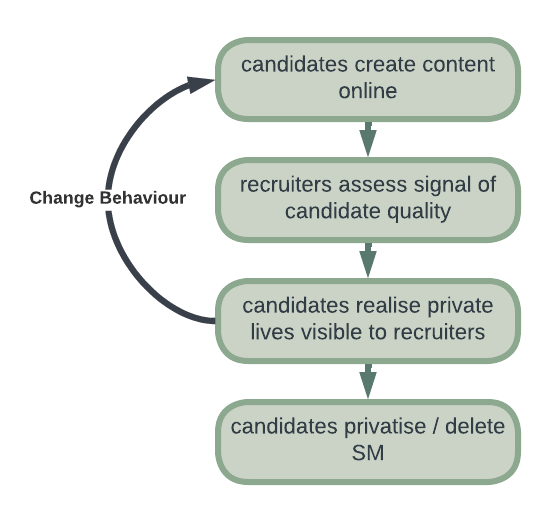 candidates create content
online
recruiters assess signal of
candidate quality
Change Behaviour
candidates realise private
lives visible to recruiters
candidates privatise / delete
SM